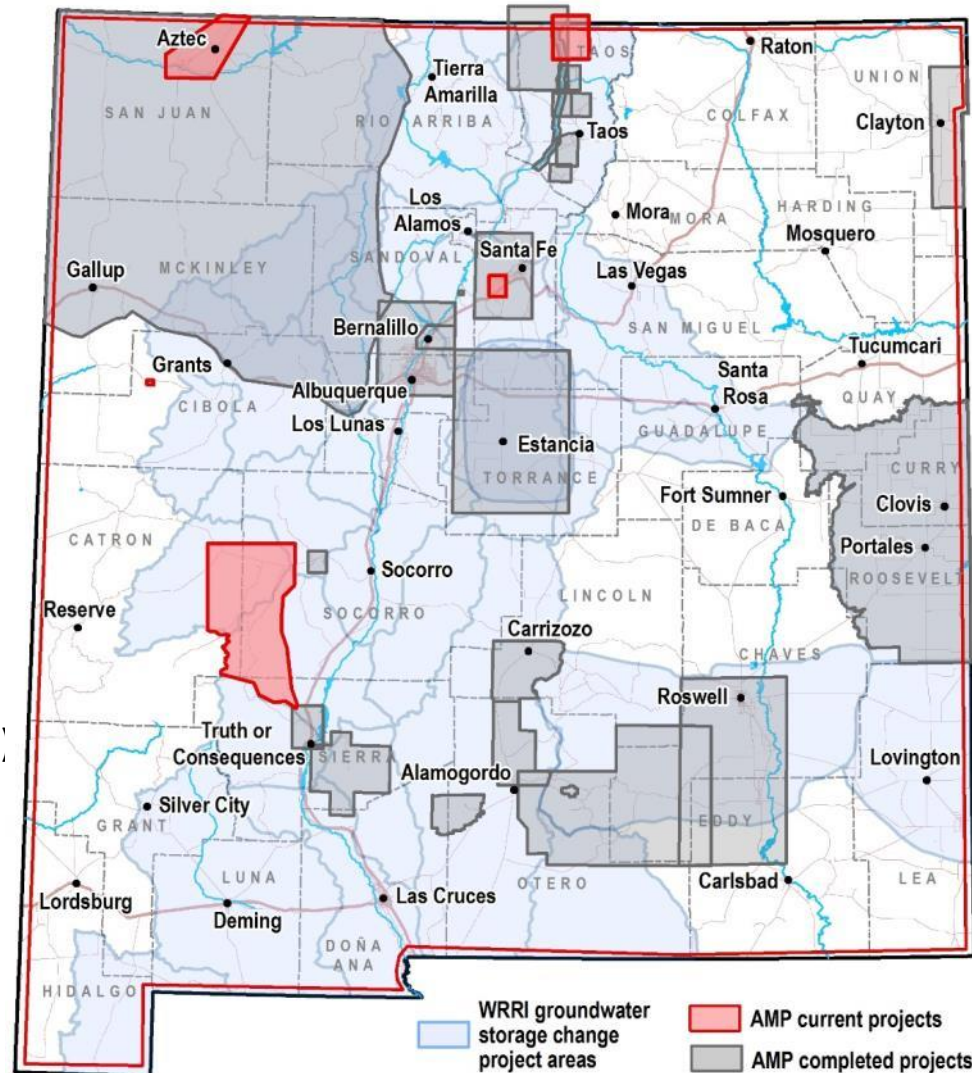 Aztec
Raton
TAOS
UNION
Tierra
Amarilla
SAN JUAN
RIO ARRIBA
COLFAX
Clayton
Taos
Los
Alamos
Mora
MORA
HARDING
Mosquero
Santa Fe
SANDOVAL
MCKINLEY
Gallup
Las Vegas
Bernalillo
SAN MIGUEL
Tucumcari
Grants
Santa
Rosa
QUAY
Albuquerque
CIBOLA
Los Lunas
GUADALUPE
Estancia
TORRANCE
CURRY
Fort Sumner
Clovis
DE BACA
CATRON
Portales
Socorro
ROOSEVELT
LINCOLN
SOCORRO
Reserve
Carrizozo
CHAVES
Roswell
Truth or
Consequences
SIERRA
Lovington
Alamogordo
Silver City
GRANT
EDDY
LUNA
OTERO
Carlsbad
LEA
Lordsburg
Las Cruces
Deming
DOÑA
ANA
HIDALGO
WRRI groundwater
storage change
project areas
AMP current projects
AMP completed projects